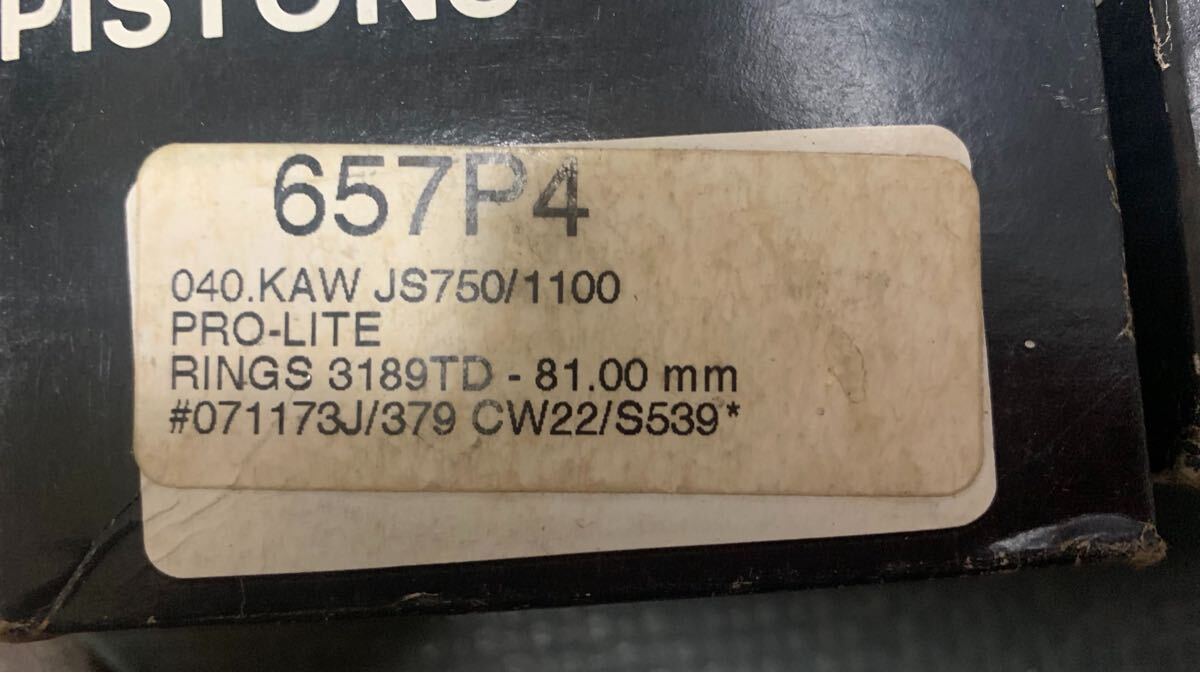 PISTONS
657P4
040.KAW JS750/1100
PRO-LITE
RINGS 3189TD - 81.00 mm
#071173J/379 CW22/S539*